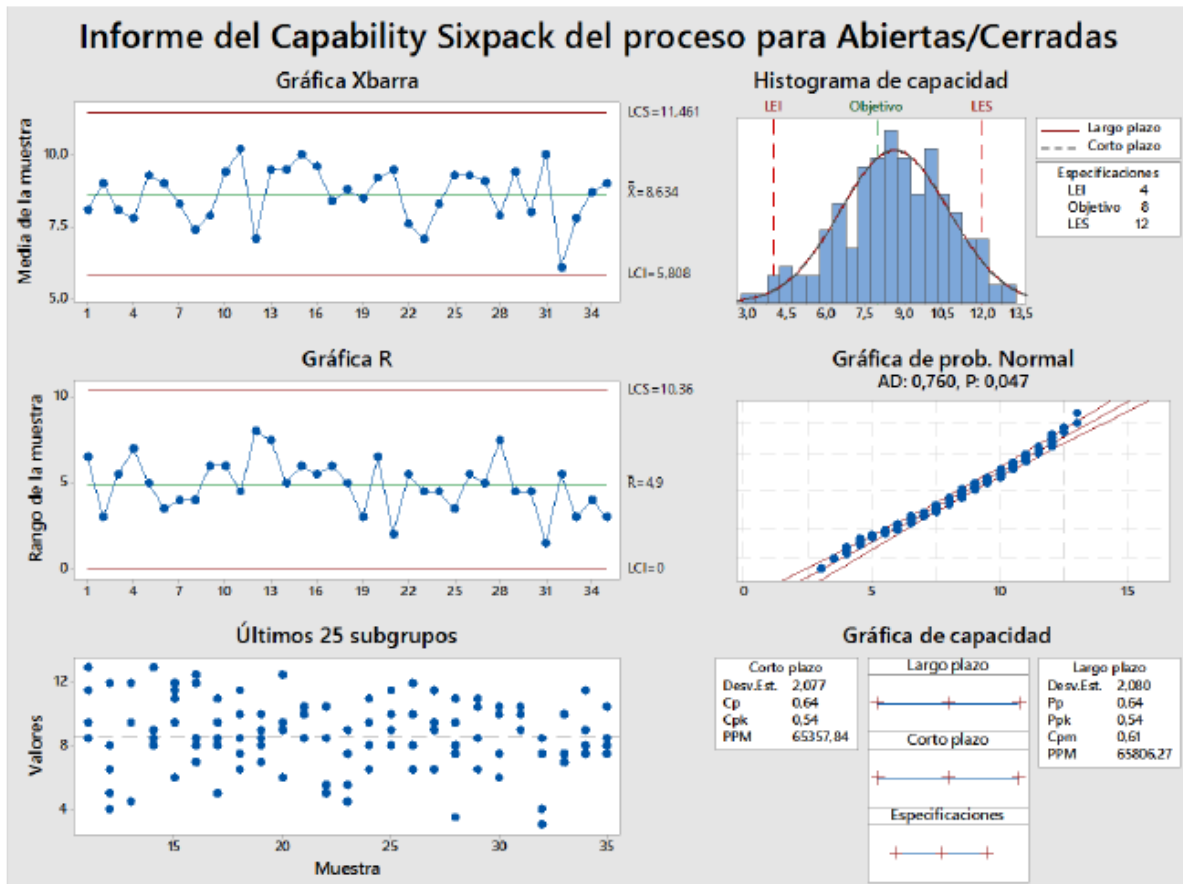 Informe del Capability Sixpack del proceso para Abiertas/Cerradas
Gráfica Xbarra
Media de la muestra
10.0
7.5
5.0
1 4 7 10 13 16 19 22 25 28 31 34
LCS=11,461
X=8,634
LCI=5,808
Histograma de capacidad
LEI Objetivo LES
3,0 4,5 6,0 7,5 9,0 10,5 12,0 13,5
Largo plazo
Corto plazo
Especificaciones
LEI 4
Objetivo 8
LES 12
Gráfica R
Rango de la muestra
10
5
0
1 4 7 10 13 16 19 22 25 28 31 34
LCS=10,36
R=4,9
LCI=0
Gráfica de prob. Normal
AD: 0,760, P: 0,047
0 5 10 15
Últimos 25 subgrupos
Valores
12
8
4
15 20 25 30 35
Muestra
Gráfica de capacidad
Corto plazo
Desv.Est. 2,077
Cp 0,64
Cpk 0,54
PPM 65357,84
Largo plazo
Corto plazo
Especificaciones
Largo plazo
Desv.Est. 2,080
Pp 0,64
Ppk 0,54
Cpm 0,61
PPM 65806,27